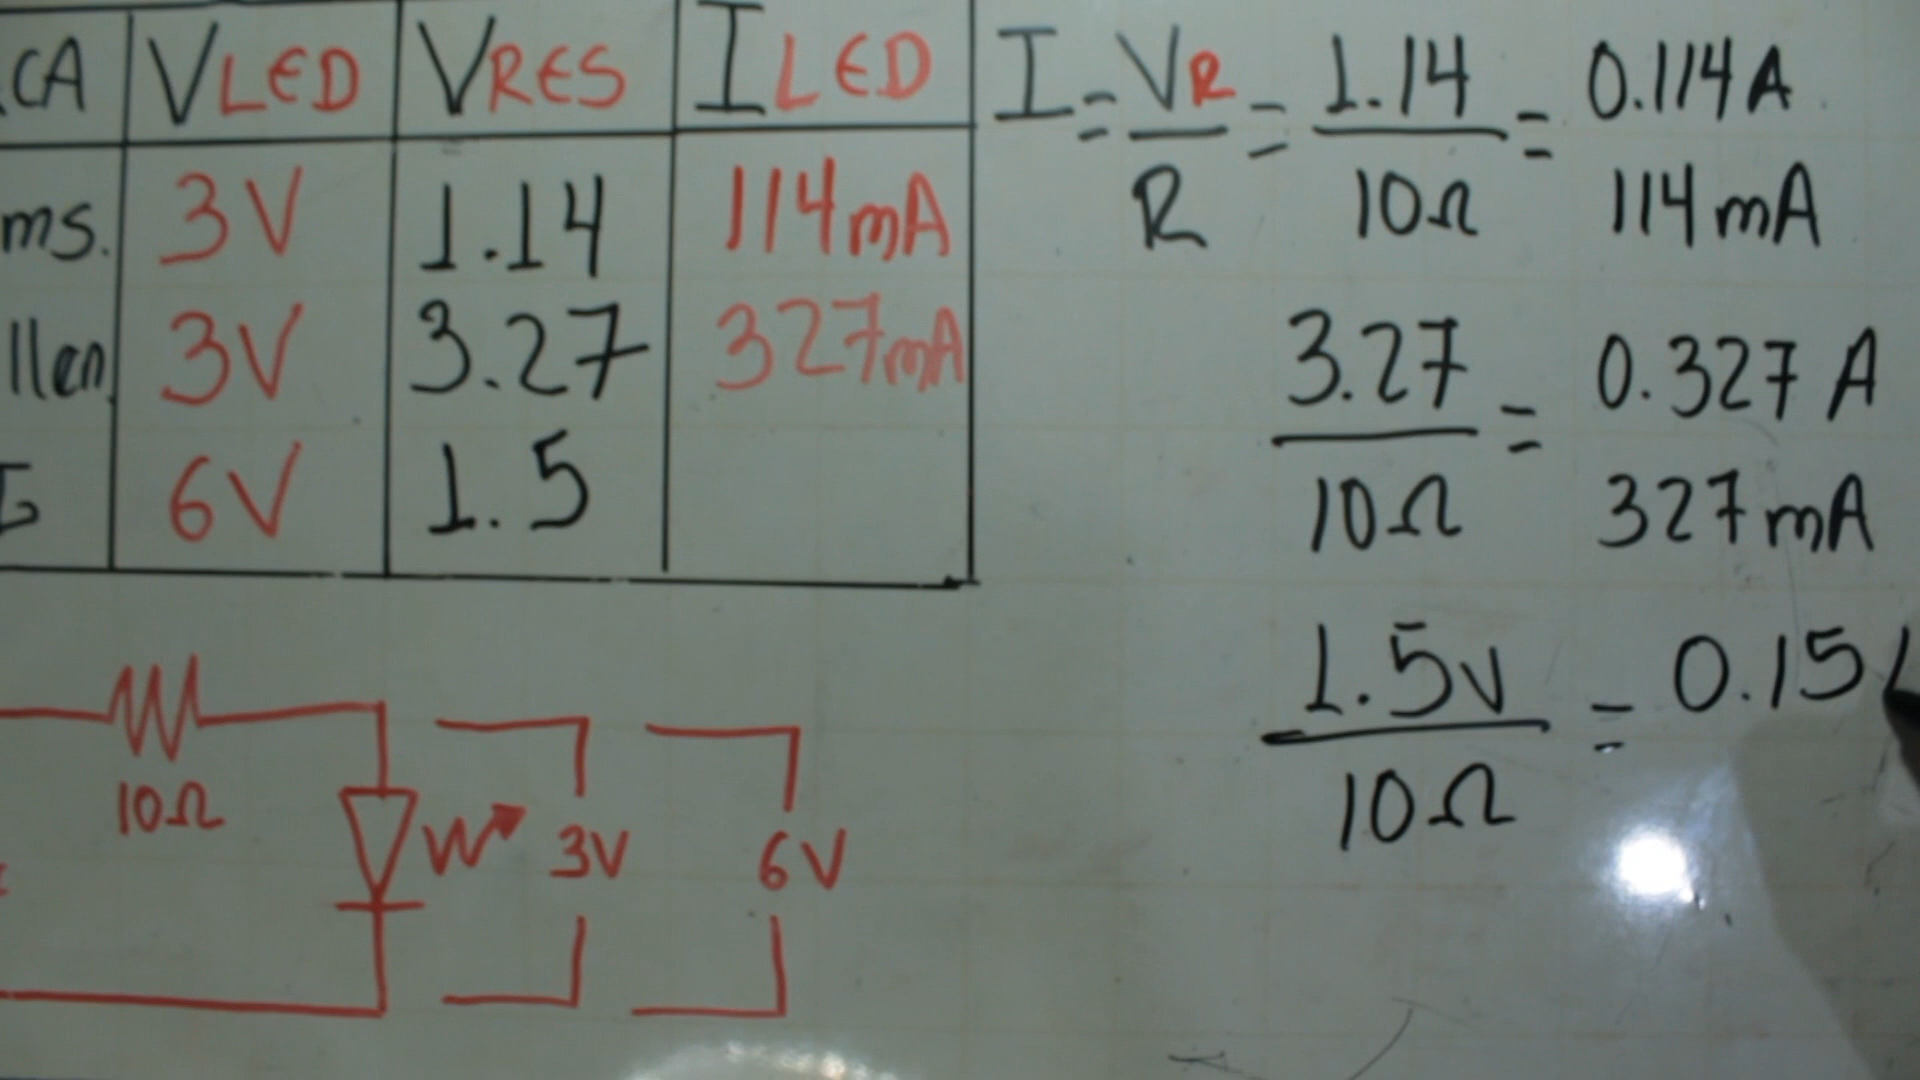 CA VLED VRES ILED
ms. 3V 1.14 114mA
llen 3V 3.27 327mA
6V 1.5
I = VR / R = 1.14 / 10Ω = 0.114A
114mA
3.27 / 10Ω = 0.327A
327mA
1.5V / 10Ω = 0.15
10Ω
3V
6V